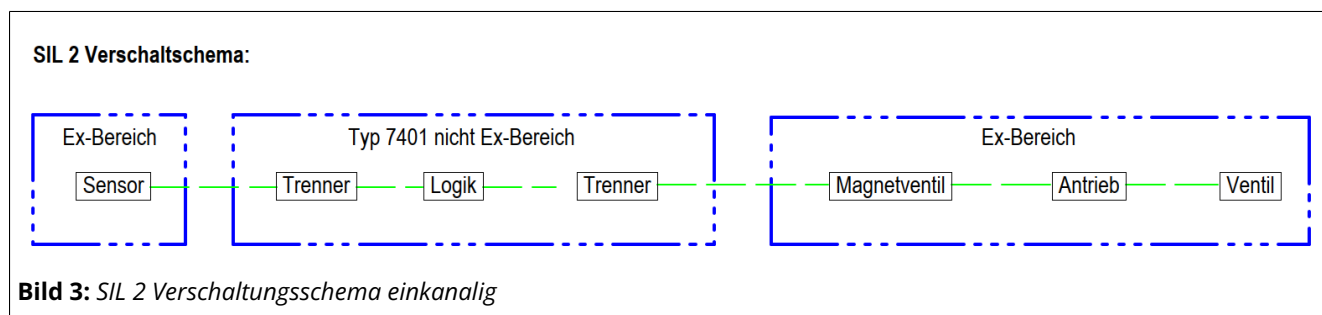 SIL 2 Verschaltschema:
Ex-Bereich Typ 7401 nicht Ex-Bereich Ex-Bereich
Sensor Trenner Logik Trenner Magnetventil Antrieb Ventil
Bild 3: SIL 2 Verschaltungsschema einkanalig